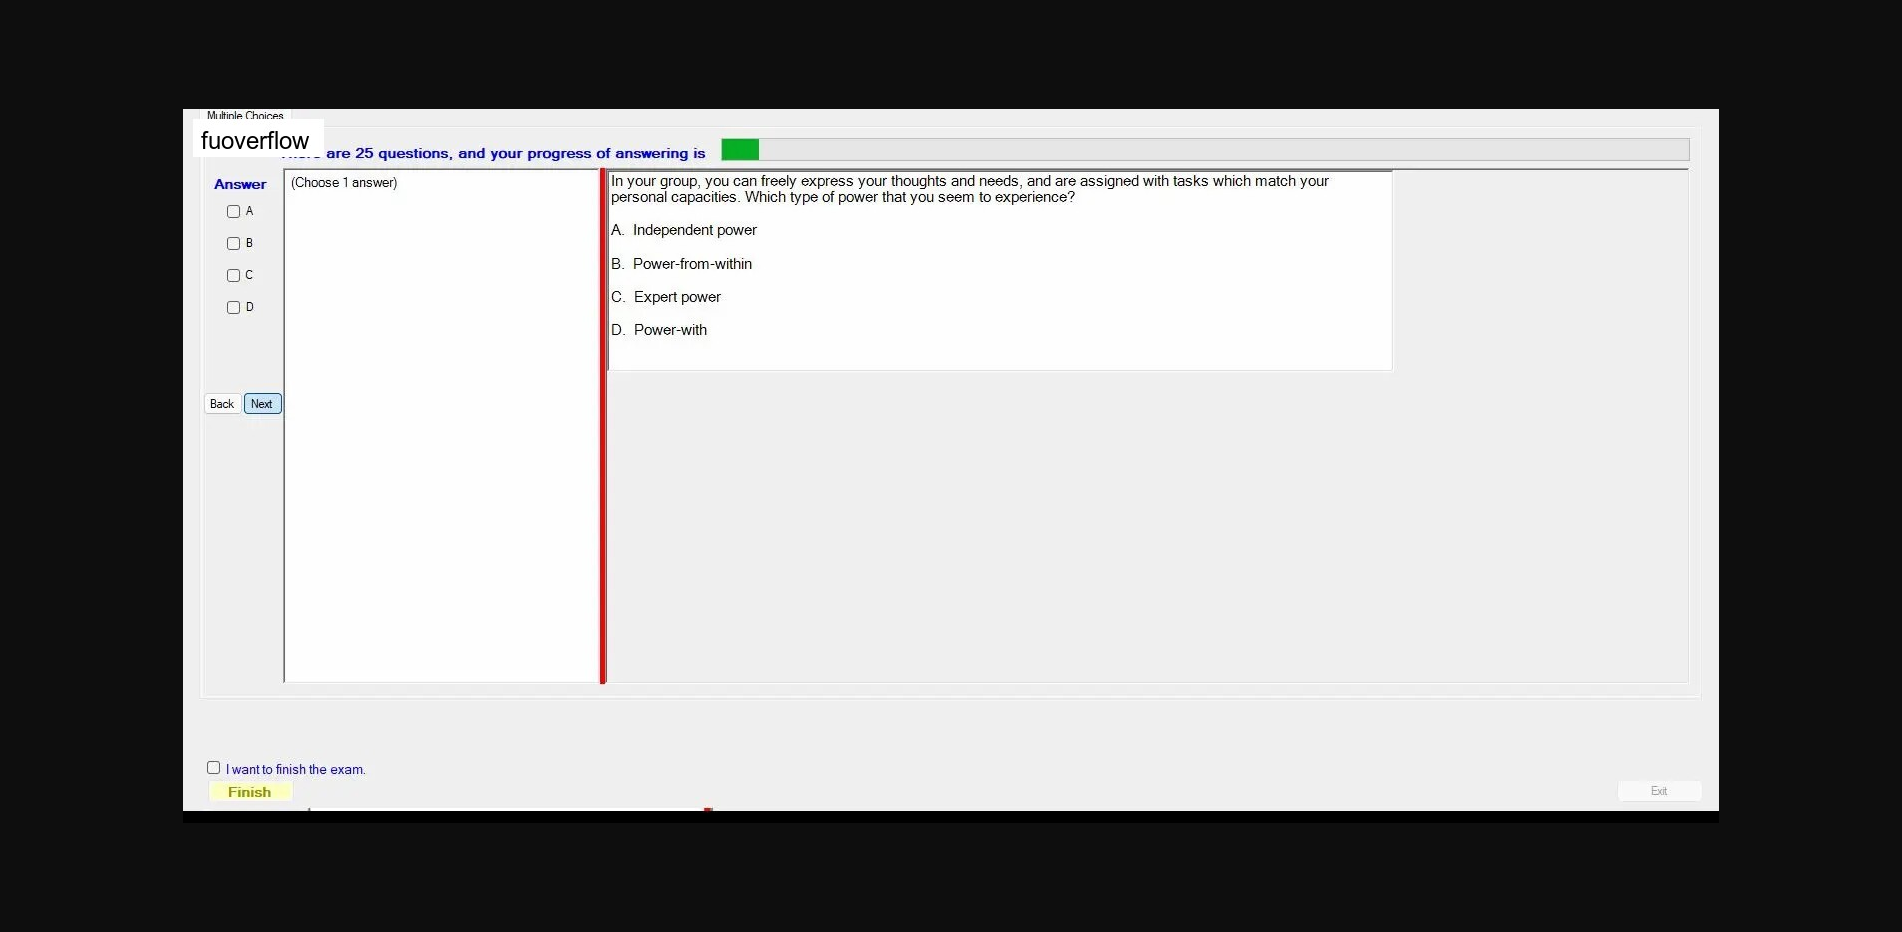 Multiple Choices
fuoverflow
are 25 questions, and your progress of answering is
Answer
(Choose 1 answer)
A
B
C
D
Back
Next
In your group, you can freely express your thoughts and needs, and are assigned with tasks which match your
personal capacities. Which type of power that you seem to experience?
A. Independent power
B. Power-from-within
C. Expert power
D. Power-with
I want to finish the exam.
Finish
Exit